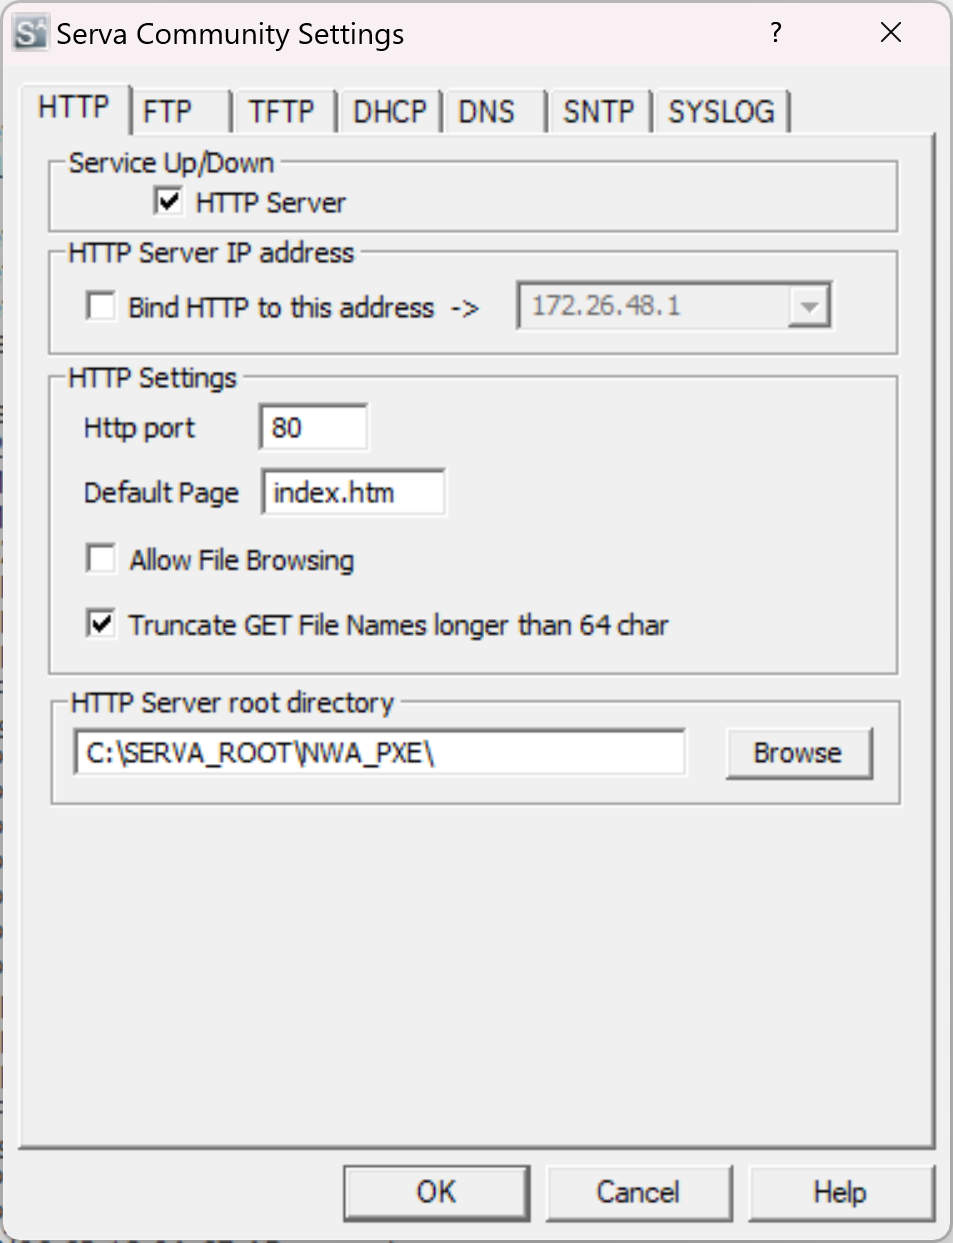 Serva Community Settings
?
HTTP FTP TFTP DHCP DNS SNTP SYSLOG
Service Up/Down
HTTP Server
HTTP Server IP address
Bind HTTP to this address -> 172.26.48.1
HTTP Settings
Http port 80
Default Page index.htm
Allow File Browsing
Truncate GET File Names longer than 64 char
HTTP Server root directory
C:\SERVA_ROOT\NWA_PXE\ Browse
OK Cancel Help